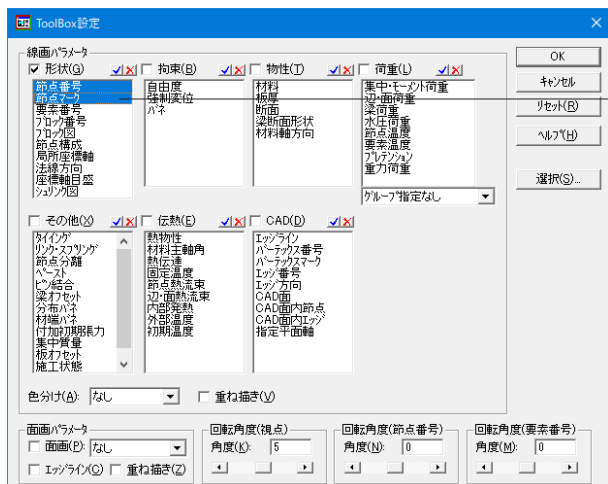 ToolBox設定
線画パラメータ
形状(G)
節点番号
節点マーク
要素番号
ブロック番号
ブロック図
節点構成
局所座標軸
法線方向
座標軸目盛
シュリンク図
拘束(B)
自由度
強制変位
バネ
物性(T)
材料
板厚
断面
梁断面形状
材料軸方向
荷重(L)
集中・モーメント荷重
辺・面荷重
梁荷重
水圧荷重
節点温度
要素温度
プレテンション
重力荷重
グループ指定なし
OK
キャンセル
リセット(R)
ヘルプ(H)
選択(S)...
その他(X)
タイイング
リンク・スプリング
節点分離
ペースト
ピン結合
梁オフセット
分布バネ
材端バネ
付加初期張力
集中質量
板オフセット
施工状態
伝熱(E)
熱物性
材料主軸角
熱伝達
固定温度
節点熱流束
辺・面熱流束
内部発熱
外部温度
初期温度
CAD(D)
エッジライン
バーテックス番号
バーテックスマーク
エッジ番号
エッジ方向
CAD面
CAD面内節点
CAD面内エッジ
指定平面軸
色分け(A): なし 重ね描き(V)
面画パラメータ
面画(P): なし
エッジライン(C) 重ね描き(Z)
回転角度(視点)
角度(K): 5
回転角度(節点番号)
角度(N): 0
回転角度(要素番号)
角度(M): 0